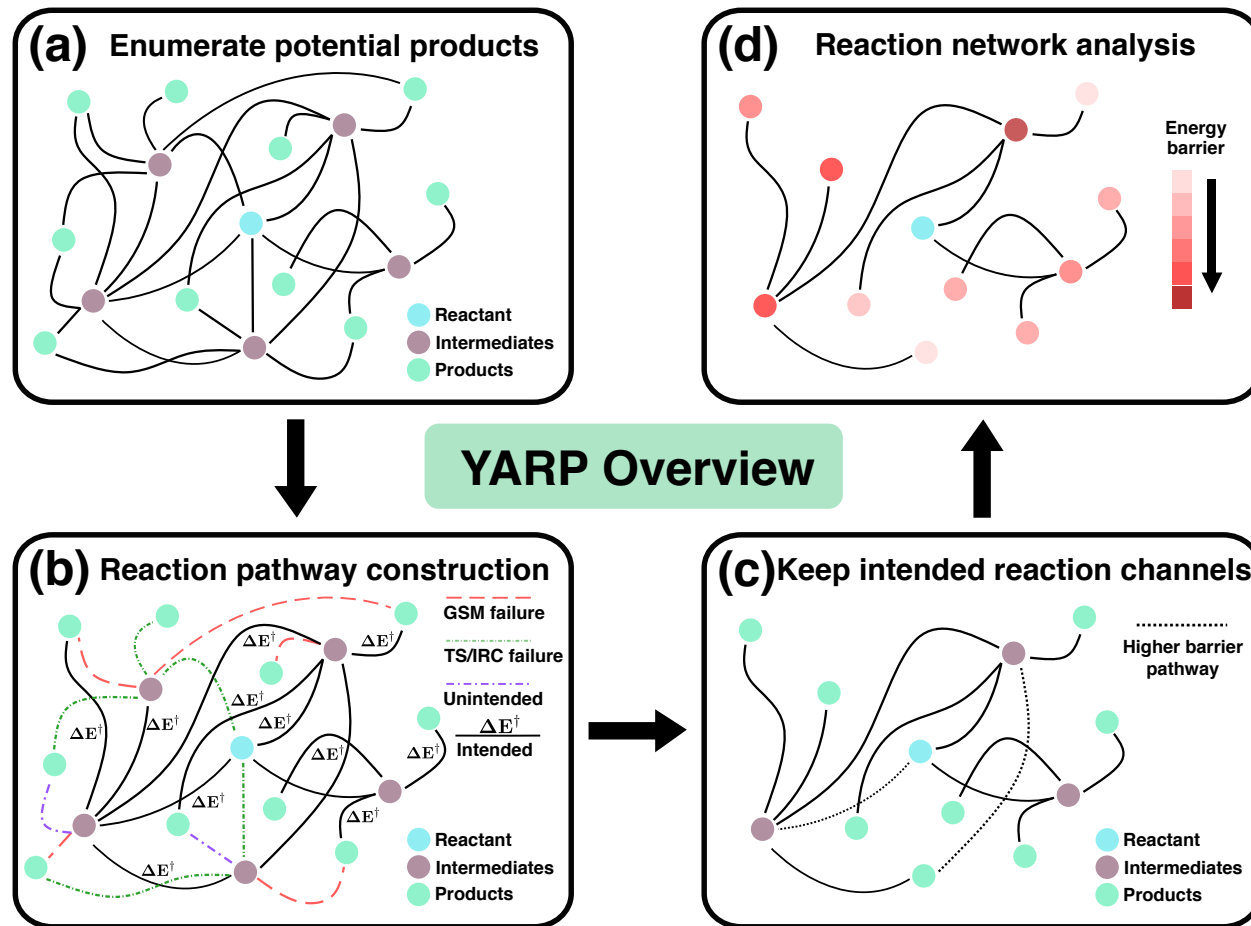 (a) Enumerate potential products
Reactant
Intermediates
Products
(d) Reaction network analysis
Energy
barrier
YARP Overview
(b) Reaction pathway construction
GSM failure
TS/IRC failure
Unintended
ΔE†
Intended
ΔE†
ΔE†
ΔE†
ΔE†
ΔE†
ΔE†
ΔE†
ΔE†
ΔE†
ΔE†
ΔE†
Reactant
Intermediates
Products
(c) Keep intended reaction channels
Higher barrier
pathway
Reactant
Intermediates
Products